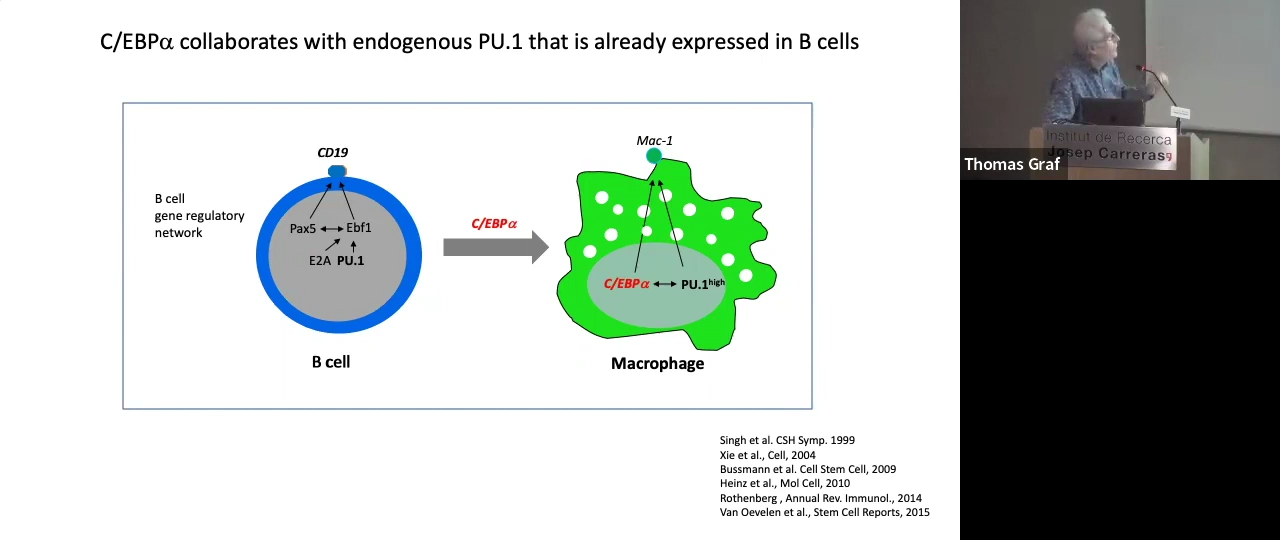 C/EBPα collaborates with endogenous PU.1 that is already expressed in B cells
B cell
gene regulatory
network
CD19
Pax5
Ebf1
E2A
PU.1
B cell
C/EBPα
Mac-1
C/EBPα
PU.1high
Macrophage
Singh et al. CSH Symp. 1999
Xie et al., Cell, 2004
Bussmann et al. Cell Stem Cell, 2009
Heinz et al., Mol Cell, 2010
Rothenberg , Annual Rev. Immunol., 2014
Van Oevelen et al., Stem Cell Reports, 2015
Institut de Recerca
Josep Carreras
Thomas Graf